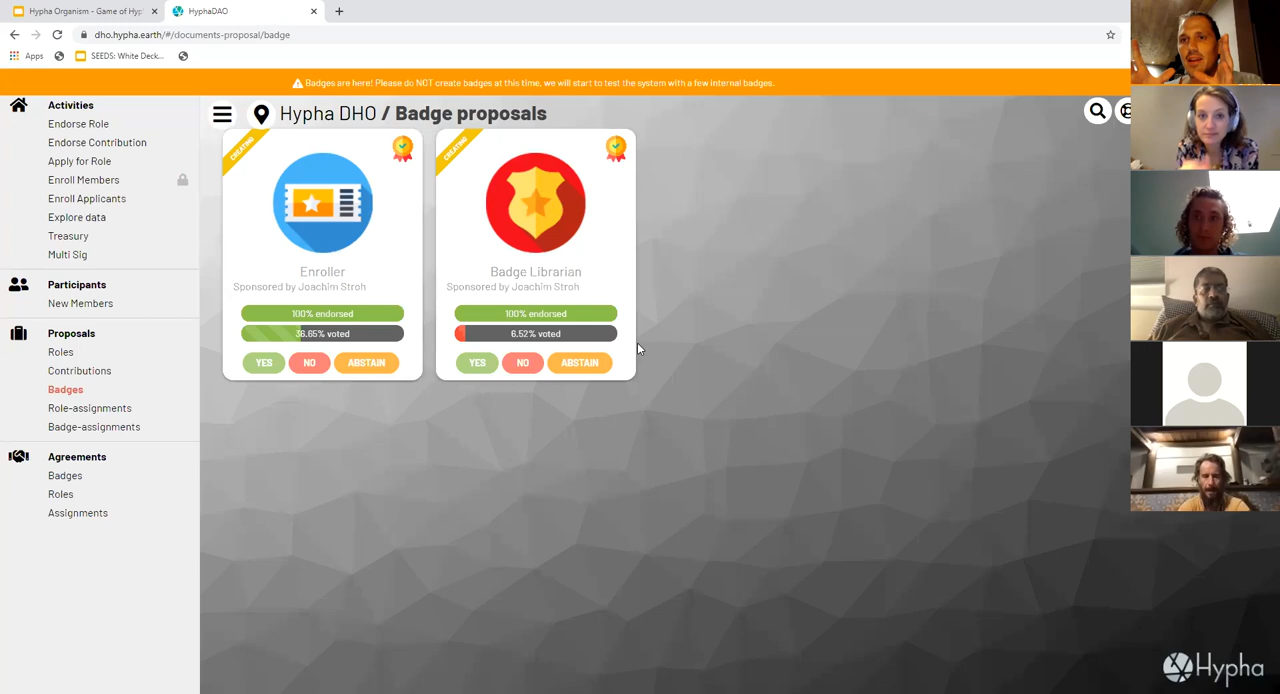 Hypha Organism - Game of Hyp
HyphaDAO
dho.hypha.earth/#/documents-proposal/badge
Apps
SEEDS: White Deck...
Badges are here! Please do NOT create badges at this time, we will start to test the system with a few internal badges.
Activities
Endorse Role
Endorse Contribution
Apply for Role
Enroll Members
Enroll Applicants
Explore data
Treasury
Multi Sig
Participants
New Members
Proposals
Roles
Contributions
Badges
Role-assignments
Badge-assignments
Agreements
Badges
Roles
Assignments
Hypha DHO / Badge proposals
CREATING
Enroller
Sponsored by Joachim Stroh
100% endorsed
36.65% voted
YES NO ABSTAIN
CREATING
Badge Librarian
Sponsored by Joachim Stroh
100% endorsed
6.52% voted
YES NO ABSTAIN
Hypha